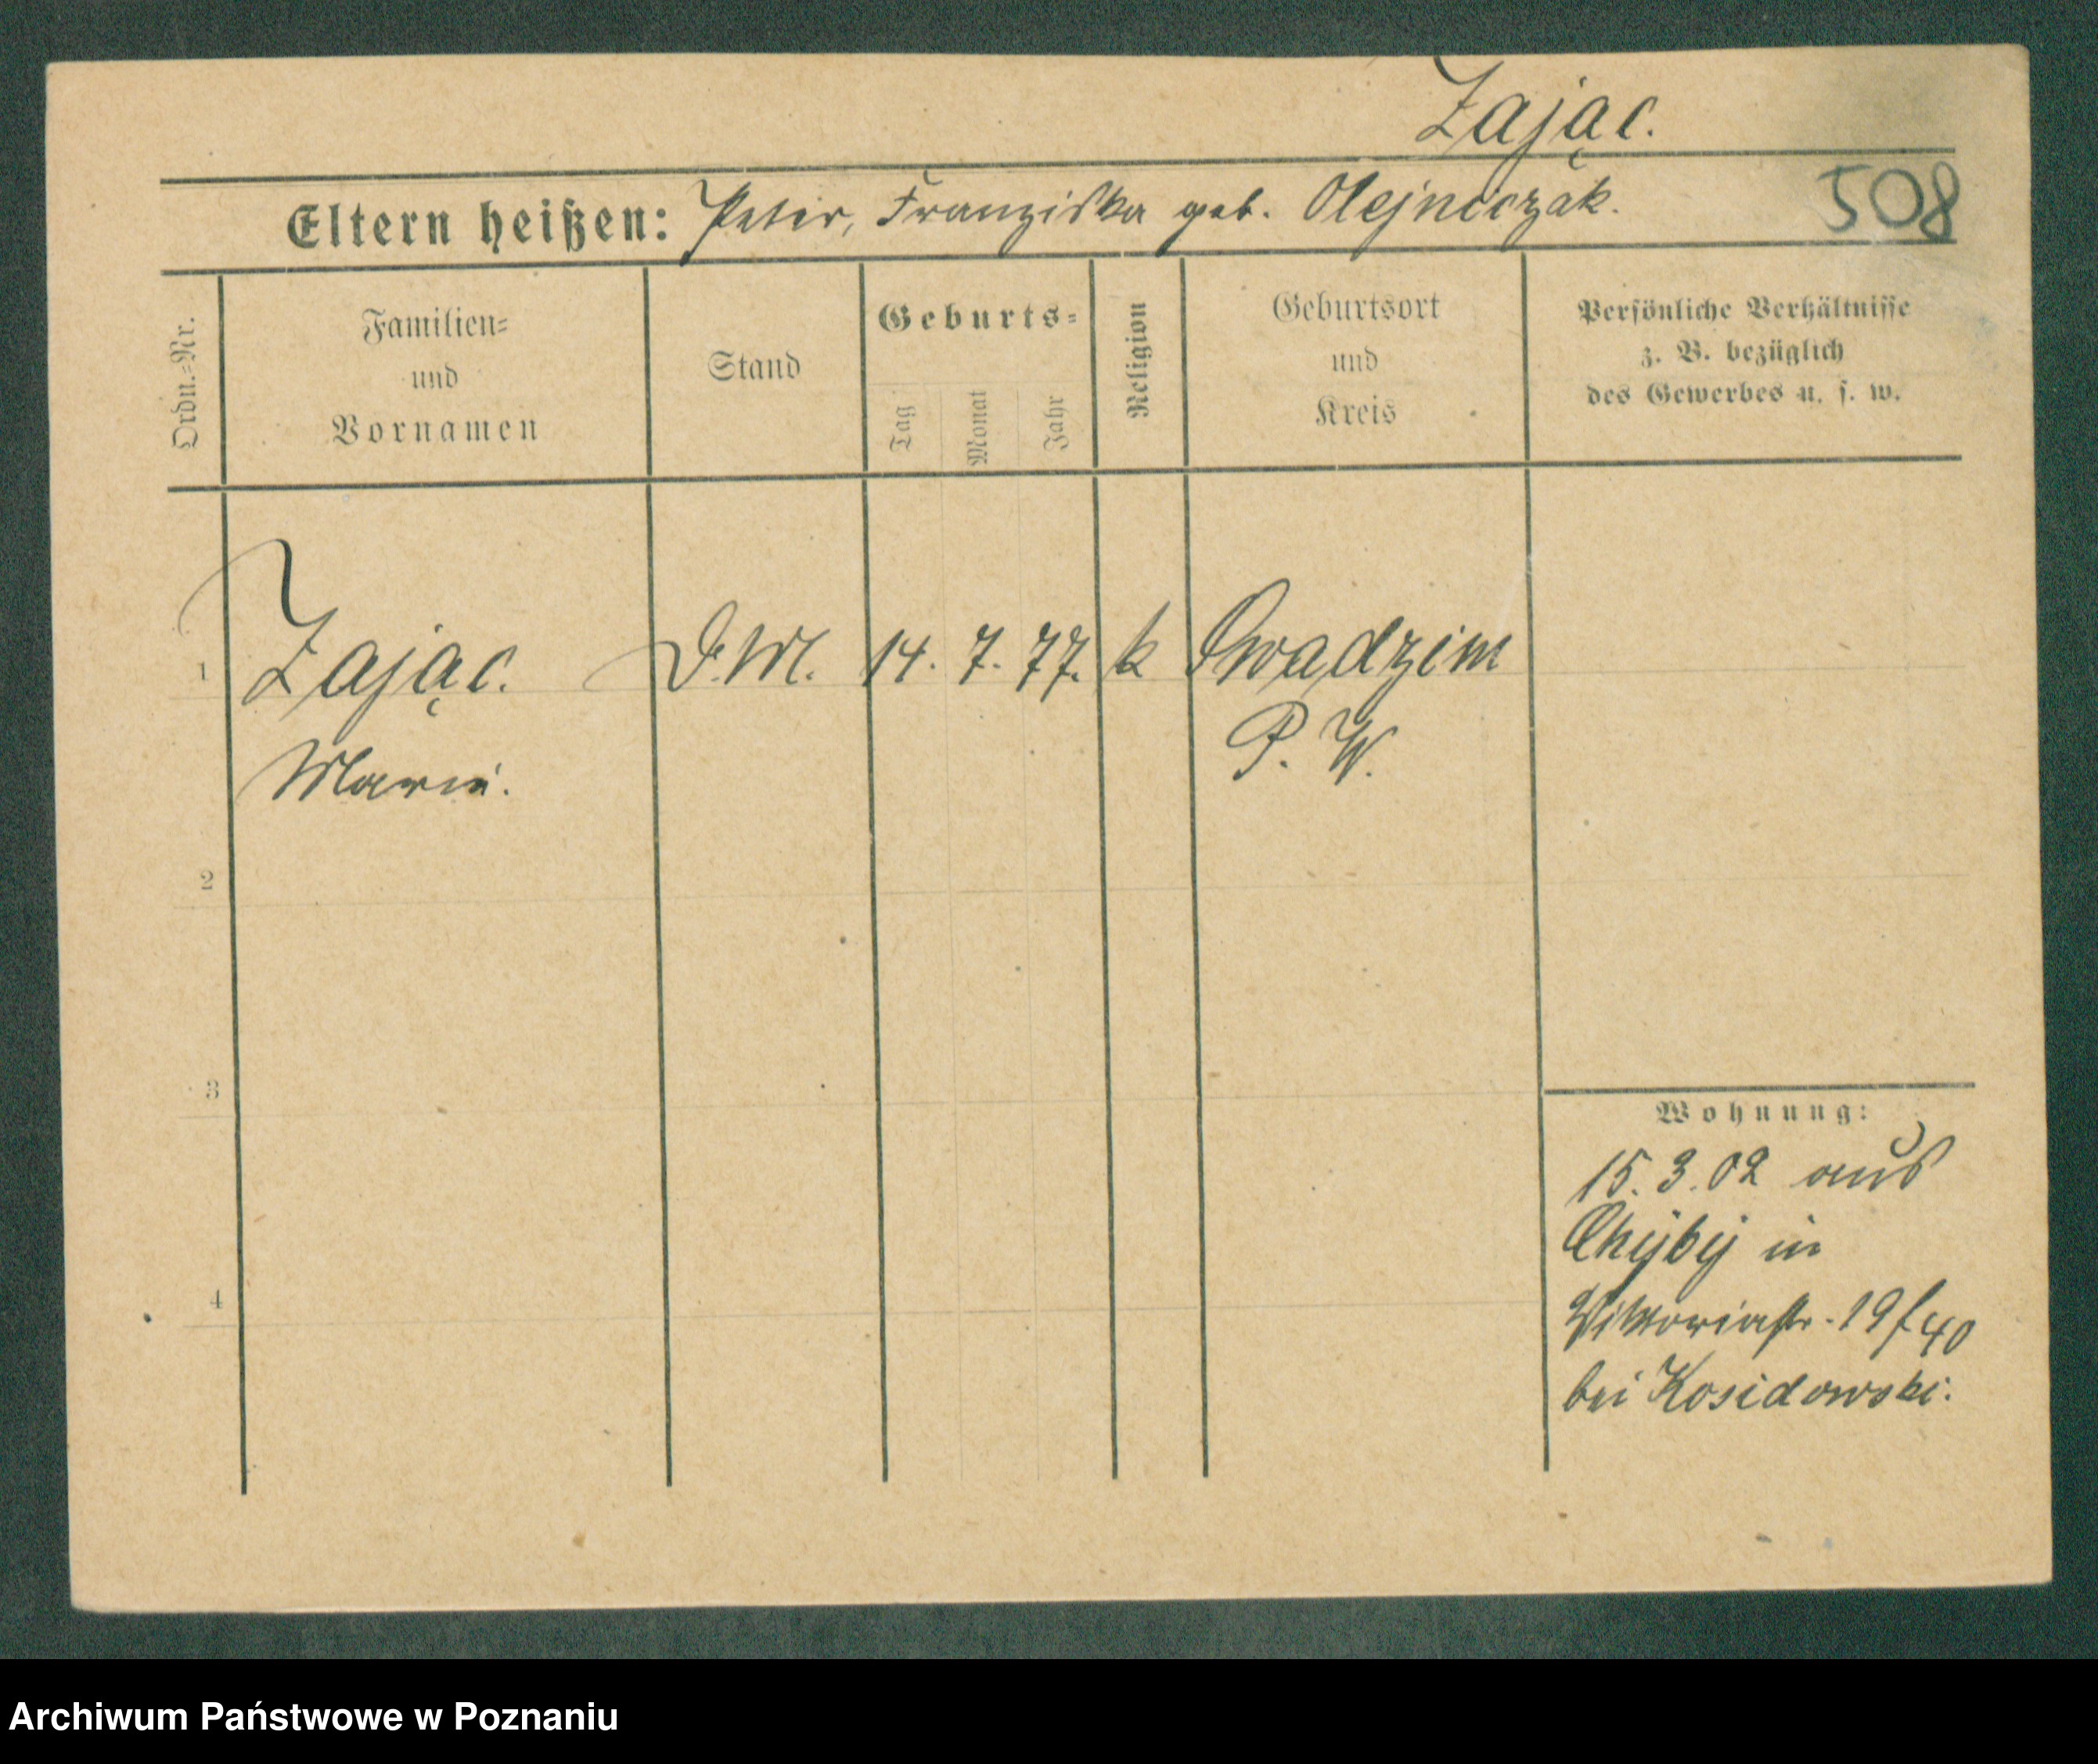 Zając.
Eltern heißen: Peter, Franziska geb. Olejniczak.
508
Ordn.-Nr.
Familien-
und
Vornamen
Stand
Geburts-
Tag
Monat
Jahr
Religion
Geburtsort
und
Kreis
Persönliche Verhältnisse
z. B. bezüglich
des Gewerbes u. s. w.
1 Zając. D.M. 14. 7. 77. k Swadzim
P. W.
Marie.
2
3
4
Wohnung:
15. 3. 02 aus
Chyby in
Viktoriastr. 19/40
bei Kosidowski.
Archiwum Państwowe w Poznaniu